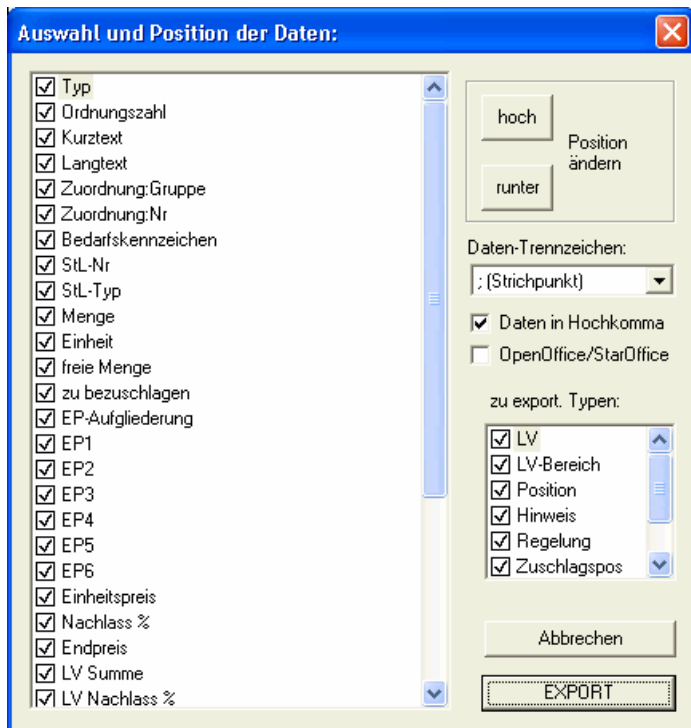 Auswahl und Position der Daten:
Typ
Ordnungszahl
Kurztext
Langtext
Zuordnung:Gruppe
Zuordnung:Nr
Bedarfskennzeichen
StL-Nr
StL-Typ
Menge
Einheit
freie Menge
zu bezuschlagen
EP-Aufgliederung
EP1
EP2
EP3
EP4
EP5
EP6
Einheitspreis
Nachlass %
Endpreis
LV Summe
LV Nachlass %
hoch
Position
ändern
runter
Daten-Trennzeichen:
; (Strichpunkt)
Daten in Hochkomma
OpenOffice/StarOffice
zu export. Typen:
LV
LV-Bereich
Position
Hinweis
Regelung
Zuschlagspos
Abbrechen
EXPORT